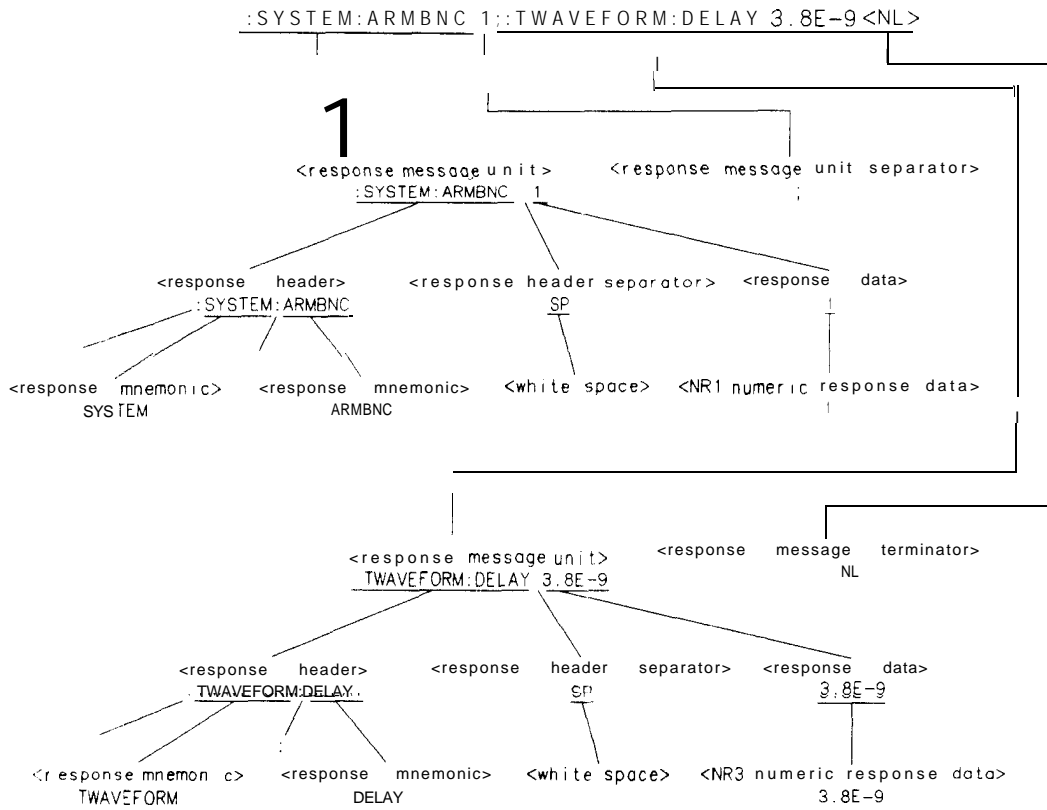 :SYSTEM:ARMBNC 1;:TWAVEFORM:DELAY 3.8E-9<NL>
1
<response message unit> <response message unit separator>
:SYSTEM:ARMBNC 1 ;
<response header> <response header separator> <response data>
:SYSTEM:ARMBNC SP 1
<response mnemonic> <response mnemonic> <white space> <NR1 numeric response data>
SYSTEM ARMBNC 1
<response message unit> <response message terminator>
TWAVEFORM:DELAY 3.8E-9 NL
<response header> <response header separator> <response data>
:TWAVEFORM:DELAY SP 3.8E-9
:
<response mnemon c> <response mnemonic> <white space> <NR3 numeric response data>
TWAVEFORM DELAY 3.8E-9